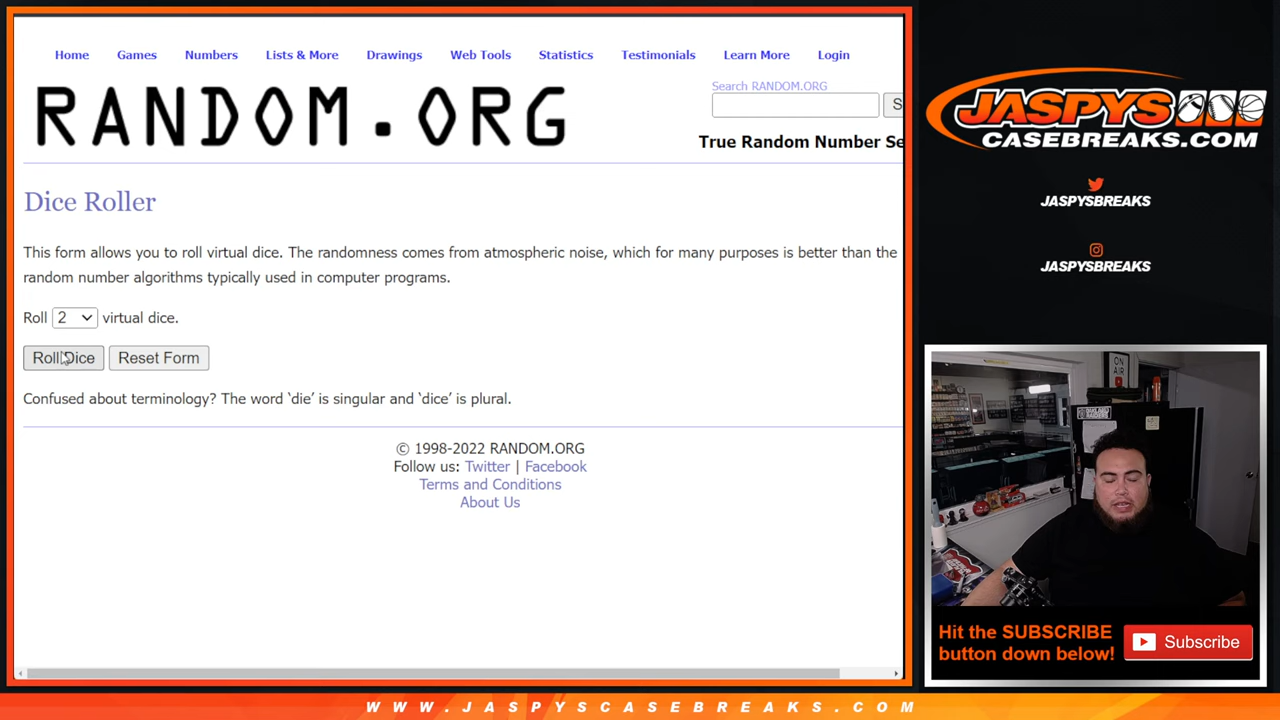 Home Games Numbers Lists & More Drawings Web Tools Statistics Testimonials Learn More Login
RANDOM.ORG
Search RANDOM.ORG
S
True Random Number Se
Dice Roller
This form allows you to roll virtual dice. The randomness comes from atmospheric noise, which for many purposes is better than the
random number algorithms typically used in computer programs.
Roll 2 virtual dice.
Roll Dice Reset Form
Confused about terminology? The word ‘die’ is singular and ‘dice’ is plural.
© 1998-2022 RANDOM.ORG
Follow us: Twitter | Facebook
Terms and Conditions
About Us
JASPYS
CASEBREAKS.COM
JASPYSBREAKS
JASPYSBREAKS
ON
AIR
Hit the SUBSCRIBE
button down below!
Subscribe
WWW.JASPYSCASEBREAKS.COM